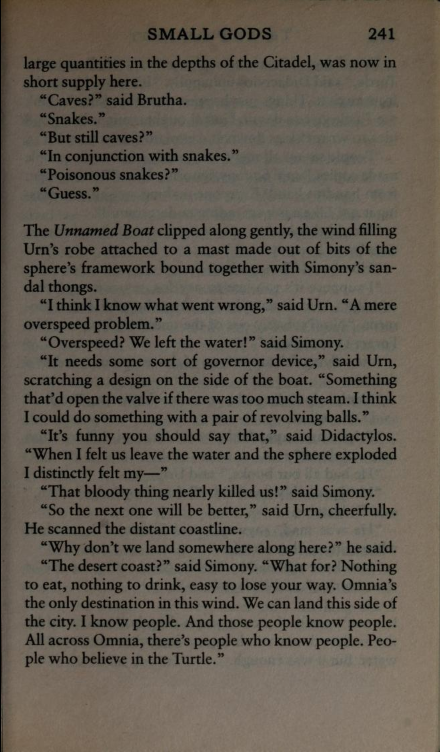 SMALL GODS 241
large quantities in the depths of the Citadel, was now in
short supply here.
“Caves?” said Brutha.
“Snakes.”
“But still caves?”
“In conjunction with snakes.”
“Poisonous snakes?”
“Guess.”
The Unnamed Boat clipped along gently, the wind filling
Urn’s robe attached to a mast made out of bits of the
sphere’s framework bound together with Simony’s san-
dal thongs.
“I think I know what went wrong,” said Urn. “A mere
overspeed problem.”
“Overspeed? We left the water!” said Simony.
“It needs some sort of governor device,” said Urn,
scratching a design on the side of the boat. “Something
that’d open the valve if there was too much steam. I think
I could do something with a pair of revolving balls.”
“It’s funny you should say that,” said Didactylos.
“When I felt us leave the water and the sphere exploded
I distinctly felt my—”
“That bloody thing nearly killed us!” said Simony.
“So the next one will be better,” said Urn, cheerfully.
He scanned the distant coastline.
“Why don’t we land somewhere along here?” he said.
“The desert coast?” said Simony. “What for? Nothing
to eat, nothing to drink, easy to lose your way. Omnia’s
the only destination in this wind. We can land this side of
the city. I know people. And those people know people.
All across Omnia, there’s people who know people. Peo-
ple who believe in the Turtle.”